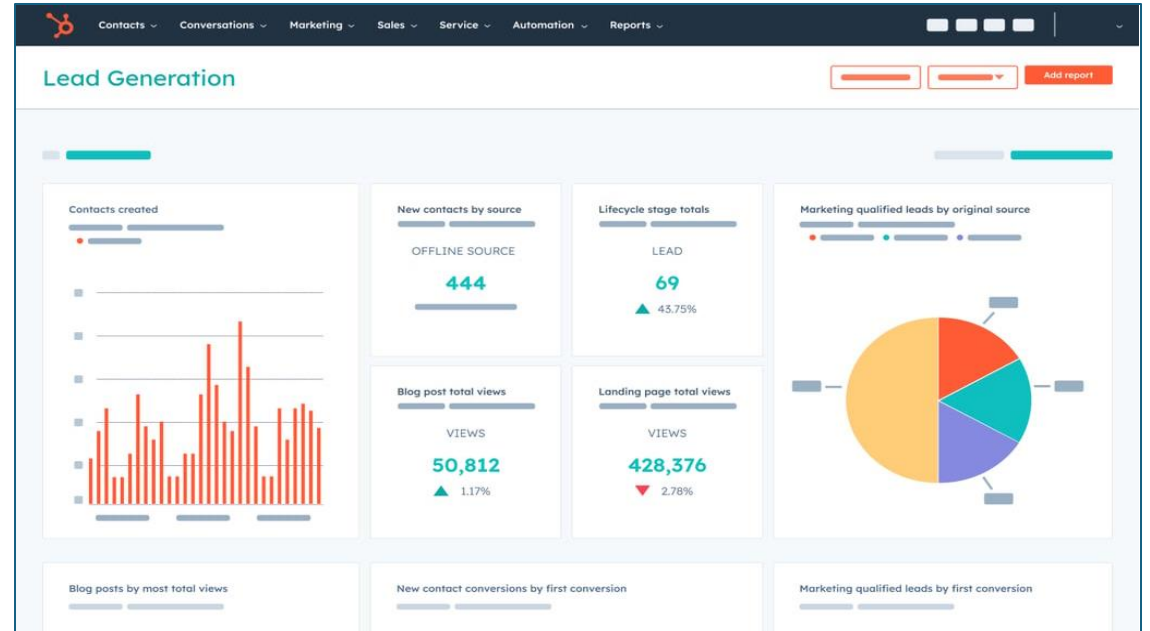 Contacts Conversations Marketing Sales Service Automation Reports
Lead Generation
Add report
Contacts created
New contacts by source
OFFLINE SOURCE
444
Lifecycle stage totals
LEAD
69
43.75%
Marketing qualified leads by original source
Blog post total views
VIEWS
50,812
1.17%
Landing page total views
VIEWS
428,376
2.78%
Blog posts by most total views
New contact conversions by first conversion
Marketing qualified leads by first conversion